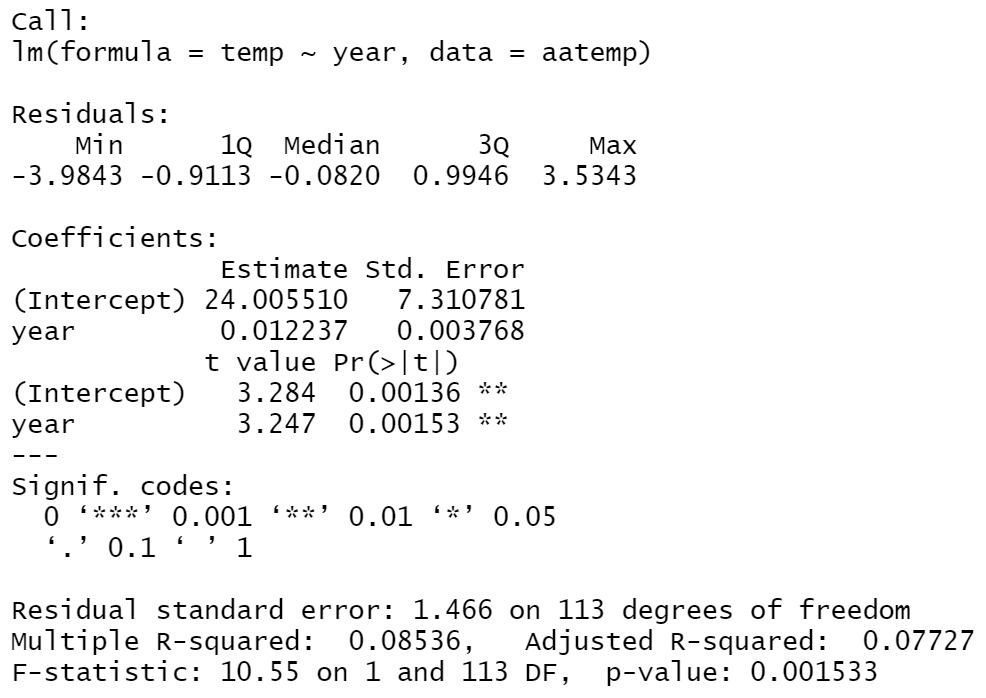 Call:
lm(formula = temp ~ year, data = aatemp)
Residuals:
    Min      1Q  Median      3Q     Max
-3.9843 -0.9113 -0.0820  0.9946  3.5343
Coefficients:
             Estimate Std. Error
(Intercept) 24.005510   7.310781
year         0.012237   0.003768
            t value Pr(>|t|)
(Intercept)   3.284  0.00136 **
year          3.247  0.00153 **
---
Signif. codes:
  0 ‘***’ 0.001 ‘**’ 0.01 ‘*’ 0.05
  ‘.’ 0.1 ‘ ’ 1
Residual standard error: 1.466 on 113 degrees of freedom
Multiple R-squared:  0.08536,	Adjusted R-squared:  0.07727
F-statistic: 10.55 on 1 and 113 DF,  p-value: 0.001533